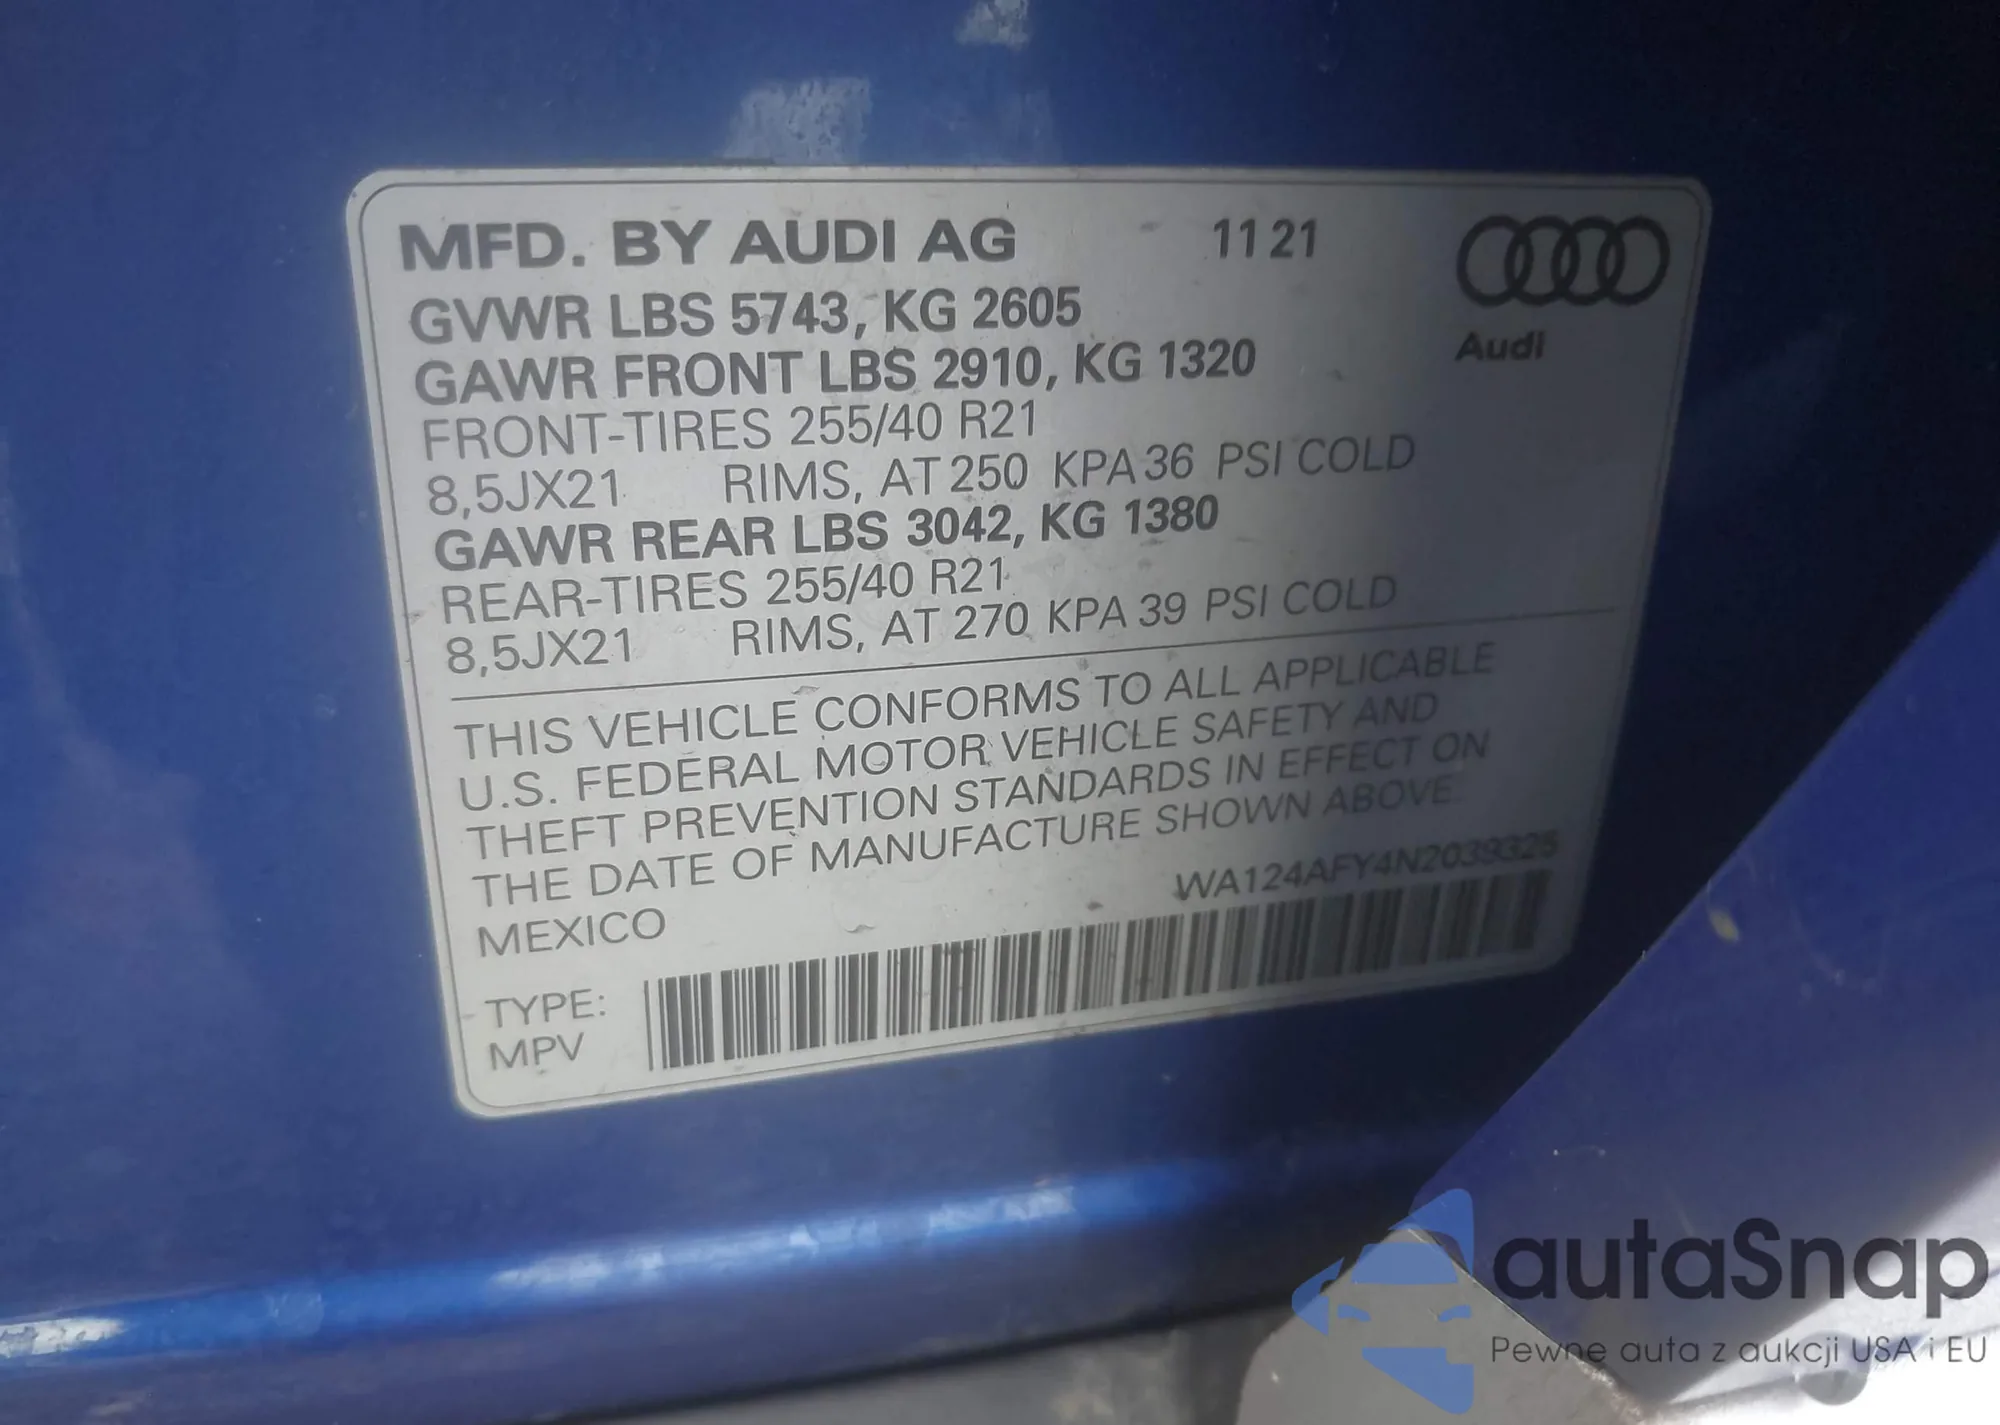 MFD. BY AUDI AG 11 21
Audi
GVWR LBS 5743, KG 2605
GAWR FRONT LBS 2910, KG 1320
FRONT-TIRES 255/40 R21
8,5JX21 RIMS, AT 250 KPA 36 PSI COLD
GAWR REAR LBS 3042, KG 1380
REAR-TIRES 255/40 R21
8,5JX21 RIMS, AT 270 KPA 39 PSI COLD
THIS VEHICLE CONFORMS TO ALL APPLICABLE
U.S. FEDERAL MOTOR VEHICLE SAFETY AND
THEFT PREVENTION STANDARDS IN EFFECT ON
THE DATE OF MANUFACTURE SHOWN ABOVE.
WA124AFY4N2039325
MEXICO
TYPE:
MPV
autaSnap
Pewne auta z aukcji USA i EU